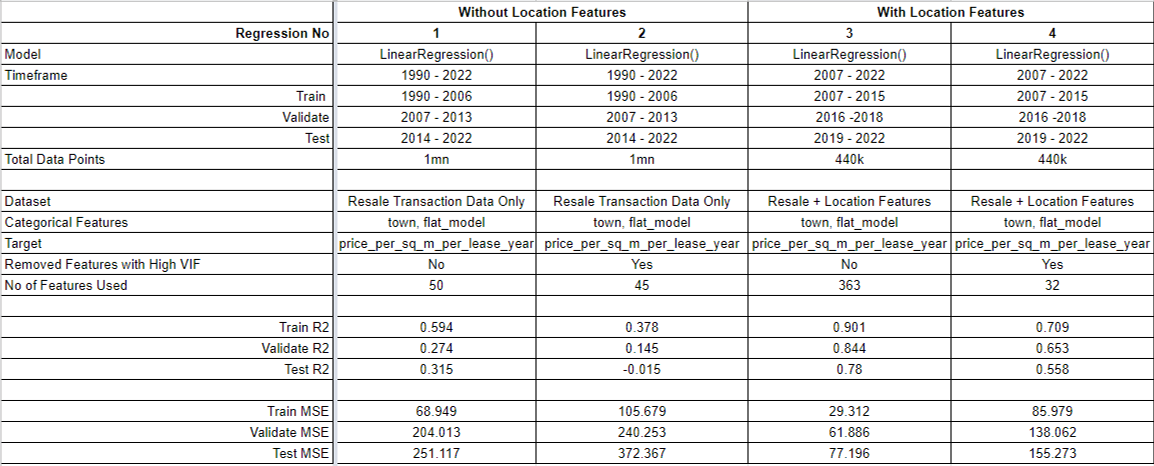 Without Location Features With Location Features
Regression No 1 2 3 4
Model LinearRegression() LinearRegression() LinearRegression() LinearRegression()
Timeframe 1990 - 2022 1990 - 2022 2007 - 2022 2007 - 2022
Train 1990 - 2006 1990 - 2006 2007 - 2015 2007 - 2015
Validate 2007 - 2013 2007 - 2013 2016 -2018 2016 -2018
Test 2014 - 2022 2014 - 2022 2019 - 2022 2019 - 2022
Total Data Points 1mn 1mn 440k 440k
Dataset Resale Transaction Data Only Resale Transaction Data Only Resale + Location Features Resale + Location Features
Categorical Features town, flat_model town, flat_model town, flat_model town, flat_model
Target price_per_sq_m_per_lease_year price_per_sq_m_per_lease_year price_per_sq_m_per_lease_year price_per_sq_m_per_lease_year
Removed Features with High VIF No Yes No Yes
No of Features Used 50 45 363 32
Train R2 0.594 0.378 0.901 0.709
Validate R2 0.274 0.145 0.844 0.653
Test R2 0.315 -0.015 0.78 0.558
Train MSE 68.949 105.679 29.312 85.979
Validate MSE 204.013 240.253 61.886 138.062
Test MSE 251.117 372.367 77.196 155.273